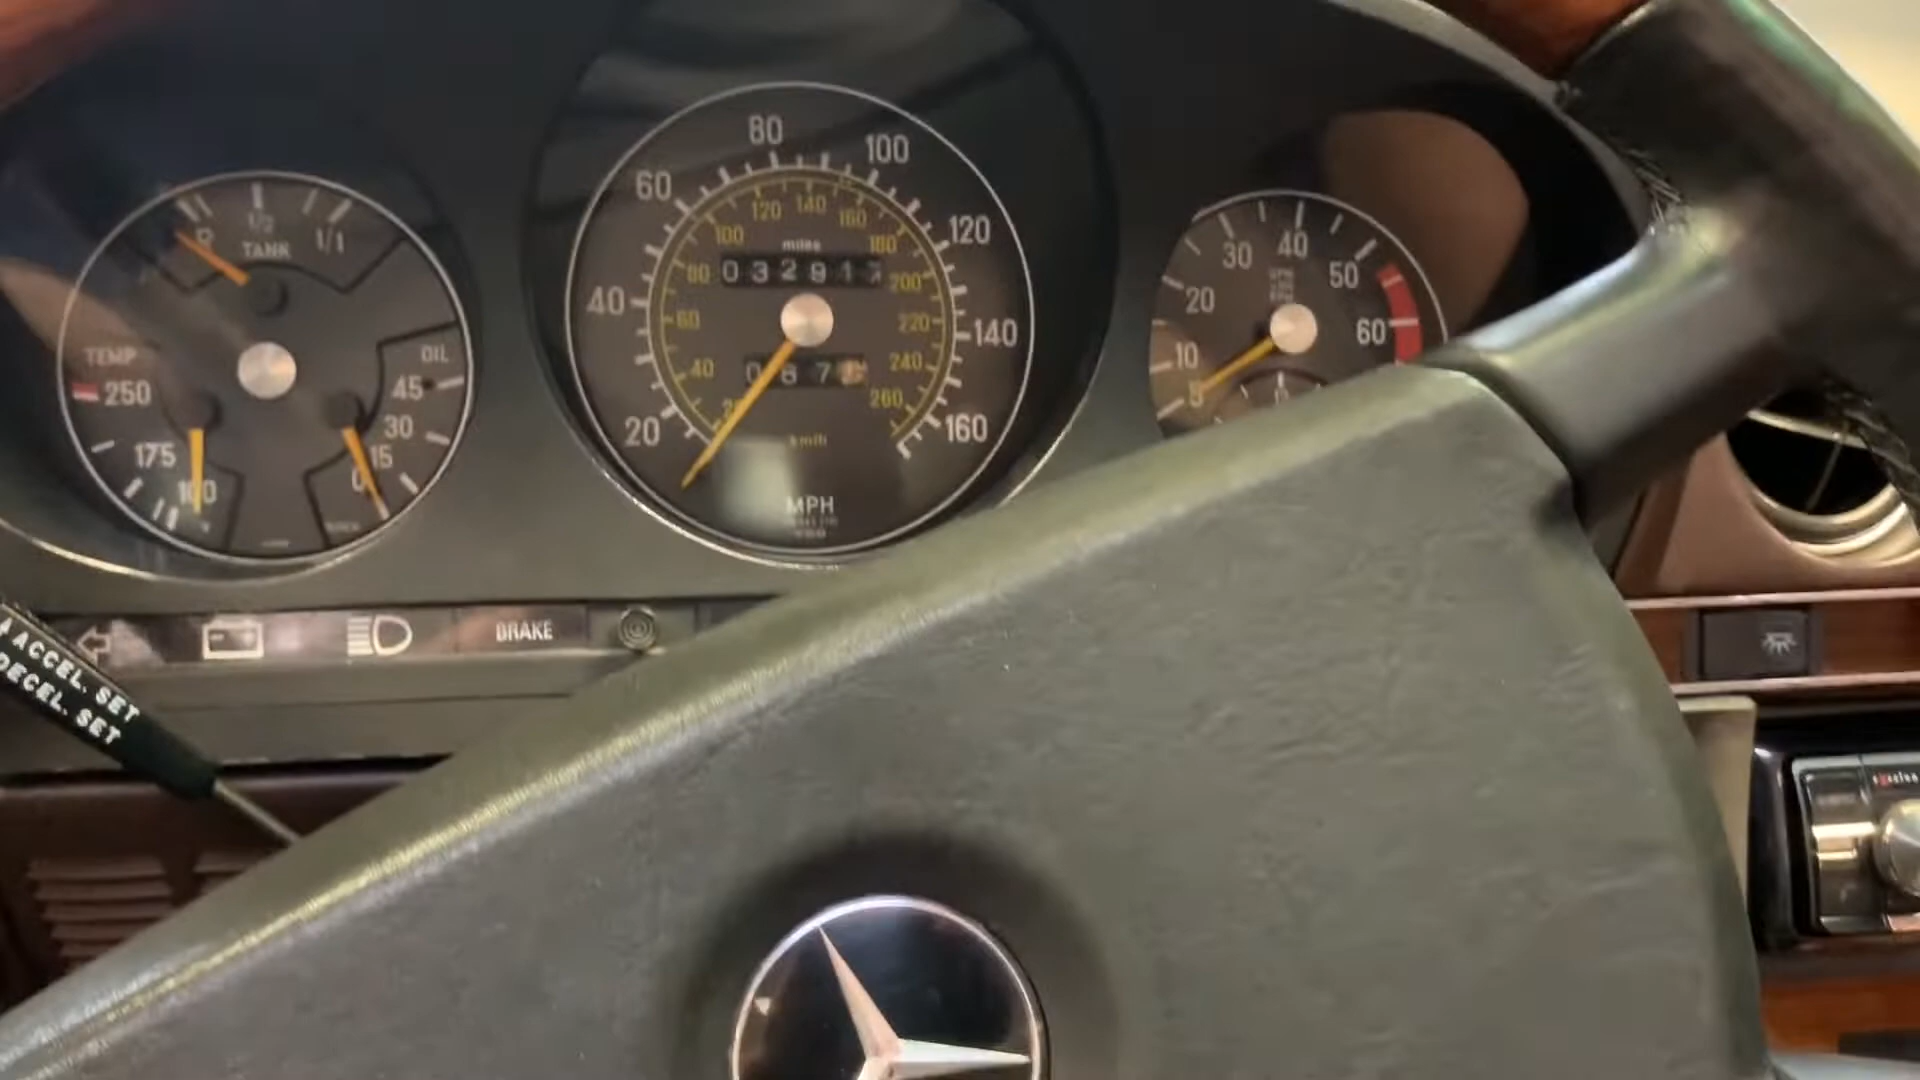 1/2
R 1/1
TANK
TEMP
250
175
100
OIL
45
30
15
0
80
60 100
120
40
140
20
160
120 140 160
100 180
miles
80 200
03291
60 220
40 240
260
km/h
MPH
40
30
50
20
60
10
5
BRAKE
ACCEL. SET
DECEL. SET